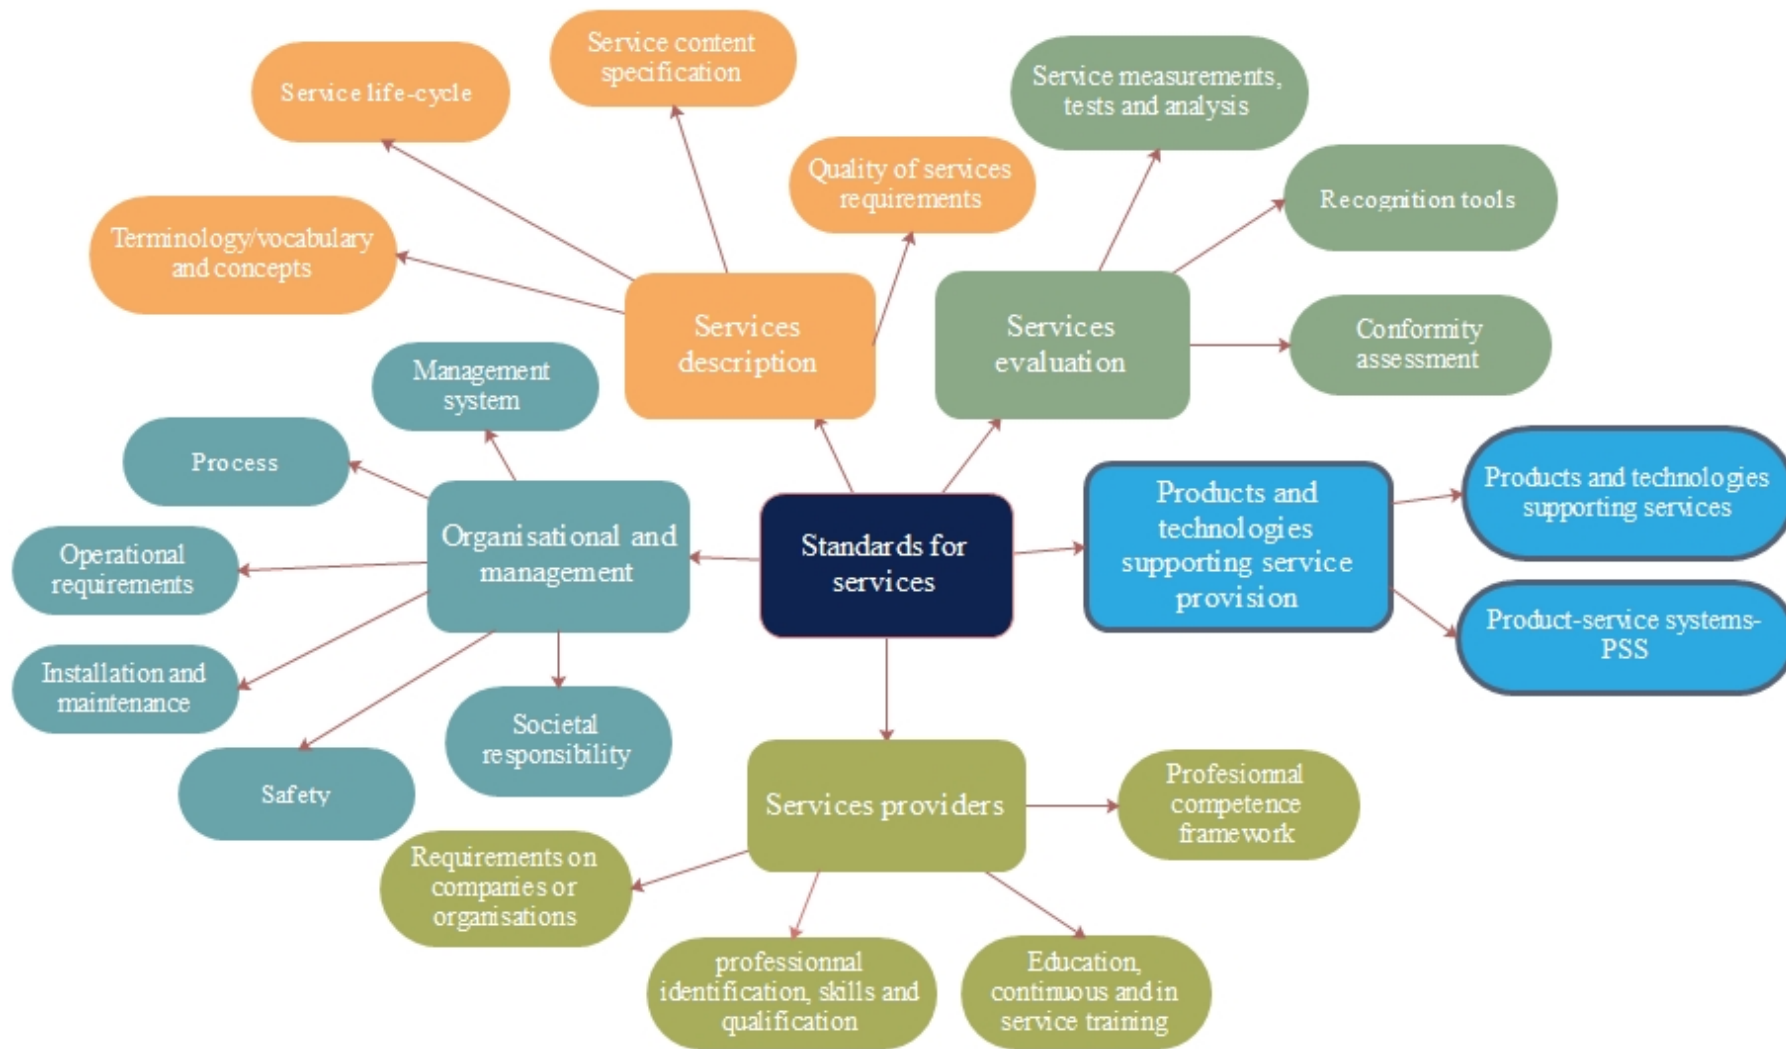 Service content
specification
Service life-cycle
Service measurements,
tests and analysis
Quality of services
requirements
Recognition tools
Terminology/vocabulary
and concepts
Services
description
Services
evaluation
Conformity
assessment
Management
system
Process
Products and technologies
supporting services
Organisational and
management
Standards for
services
Products and
technologies
supporting service
provision
Operational
requirements
Product-service systems-
PSS
Installation and
maintenance
Societal
responsibility
Safety
Services providers
Profesionnal
competence
framework
Requirements on
companies or
organisations
professionnal
identification, skills and
qualification
Education,
continuous and in
service training